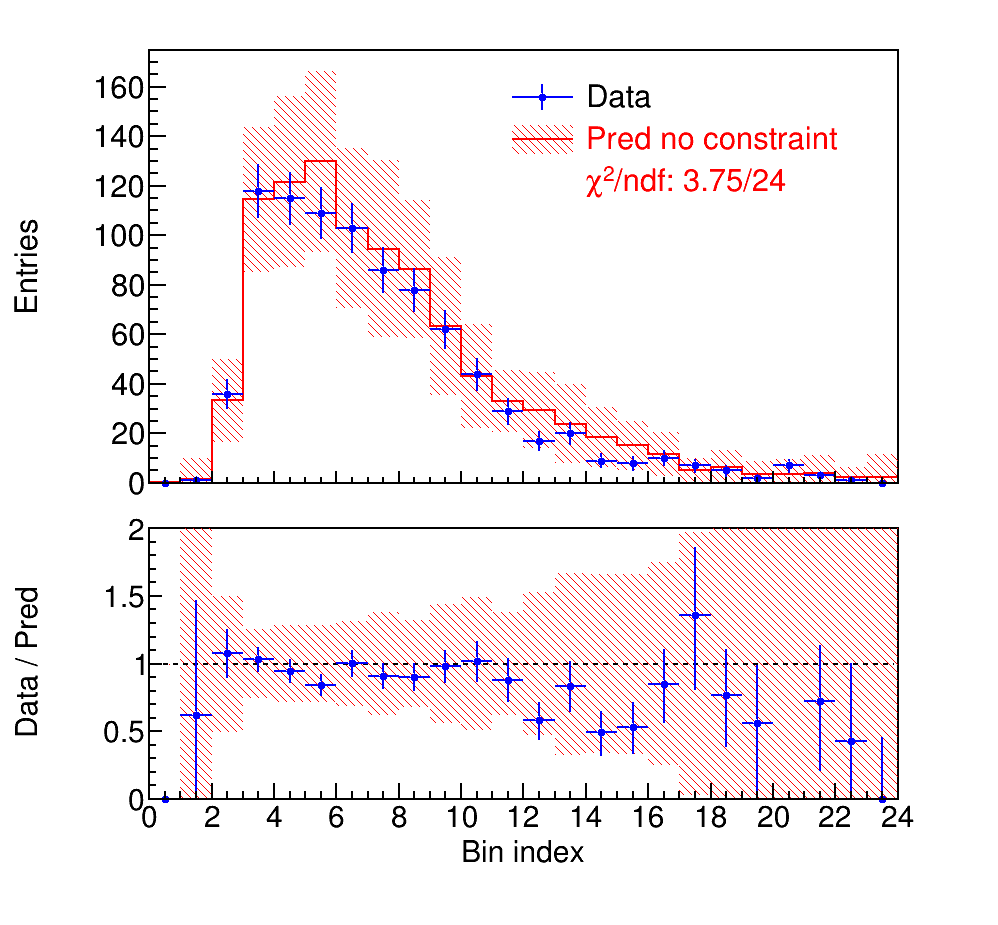 Entries
160
140
120
100
80
60
40
20
0
Data
Pred no constraint
χ²/ndf: 3.75/24
Data / Pred
2
1.5
1
0.5
0
0 2 4 6 8 10 12 14 16 18 20 22 24
Bin index